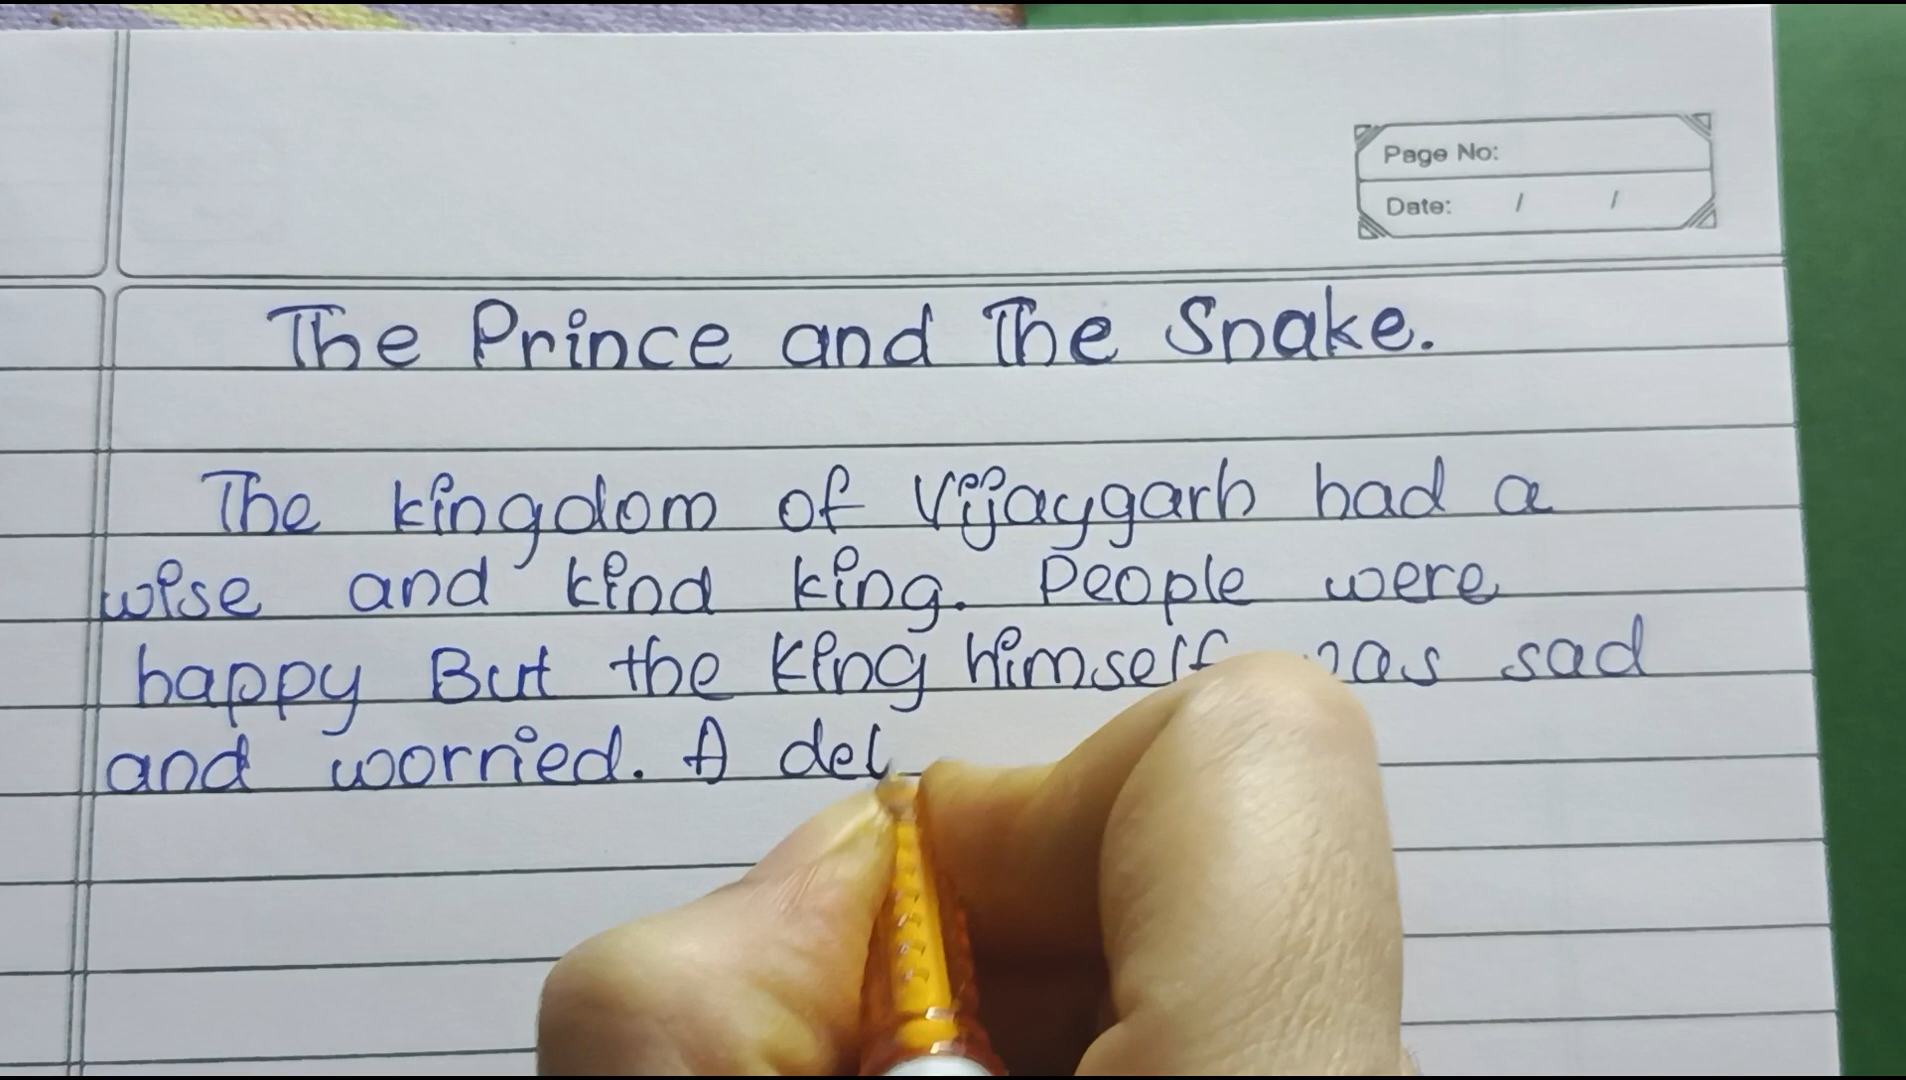 Page No:
Date: / /
The Prince and The Snake.
The kingdom of Vijaygarh had a
wise and kind king. People were
happy But the King himself was sad
and worried. A